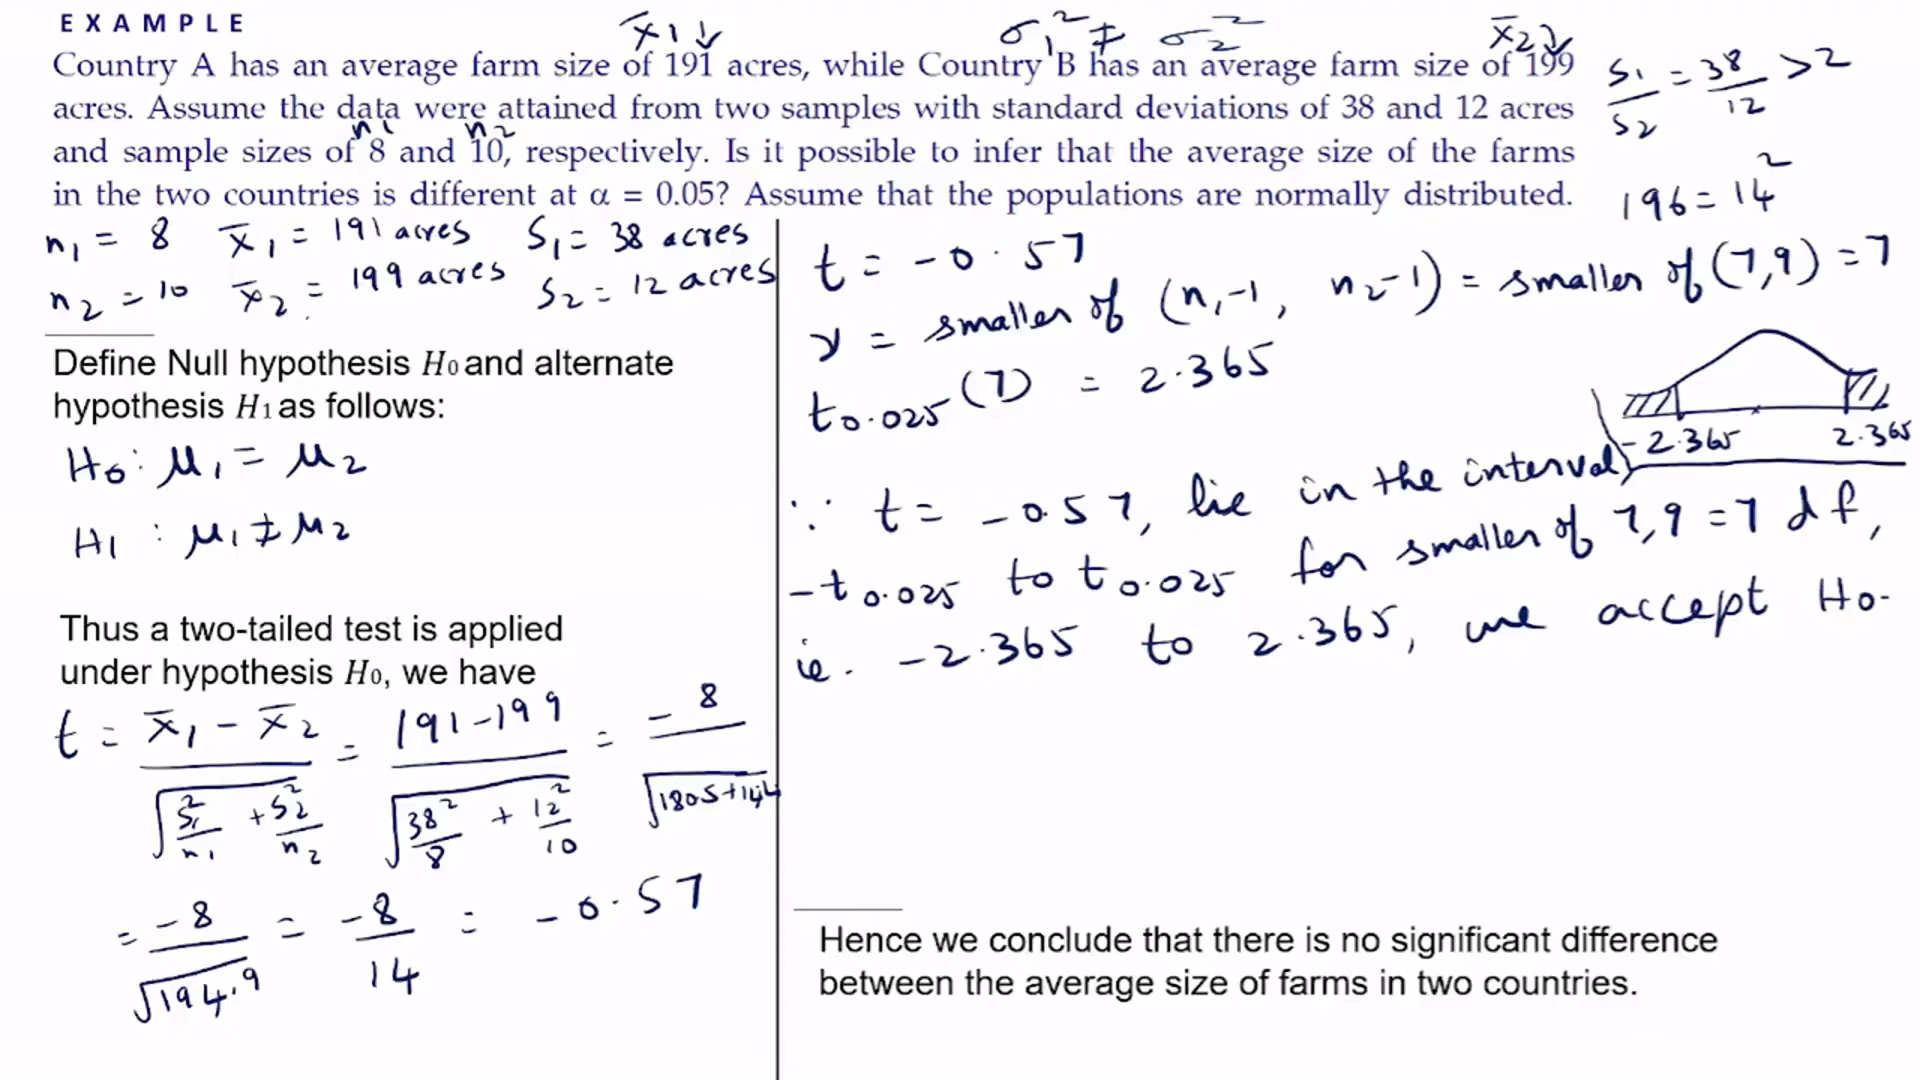 EXAMPLE
x̄1↓ σ1² ≠ σ2² x̄2↓
Country A has an average farm size of 191 acres, while Country B has an average farm size of 199
acres. Assume the data were attained from two samples with standard deviations of 38 and 12 acres
n1 n2
and sample sizes of 8 and 10, respectively. Is it possible to infer that the average size of the farms
in the two countries is different at α = 0.05? Assume that the populations are normally distributed.
S1/S2 = 38/12 > 2
196 = 14²
n1 = 8 x̄1 = 191 acres S1 = 38 acres
n2 = 10 x̄2 = 199 acres S2 = 12 acres
Define Null hypothesis H0 and alternate
hypothesis H1 as follows:
H0 : μ1 = μ2
H1 : μ1 ≠ μ2
Thus a two-tailed test is applied
under hypothesis H0, we have
t = (x̄1 - x̄2)/√(S1²/n1 + S2²/n2) = (191-199)/√(38²/8 + 12²/10) = -8/√(180.5+14.4
= -8/√194.9 = -8/14 = -0.57
t = -0.57
γ = smaller of (n1-1, n2-1) = smaller of (7,9) = 7
t0.025 (7) = 2.365
-2.365 2.365
∵ t = -0.57, lie in the interval
-t0.025 to t0.025 for smaller of 7,9 = 7 df,
ie. -2.365 to 2.365, we accept H0.
Hence we conclude that there is no significant difference
between the average size of farms in two countries.